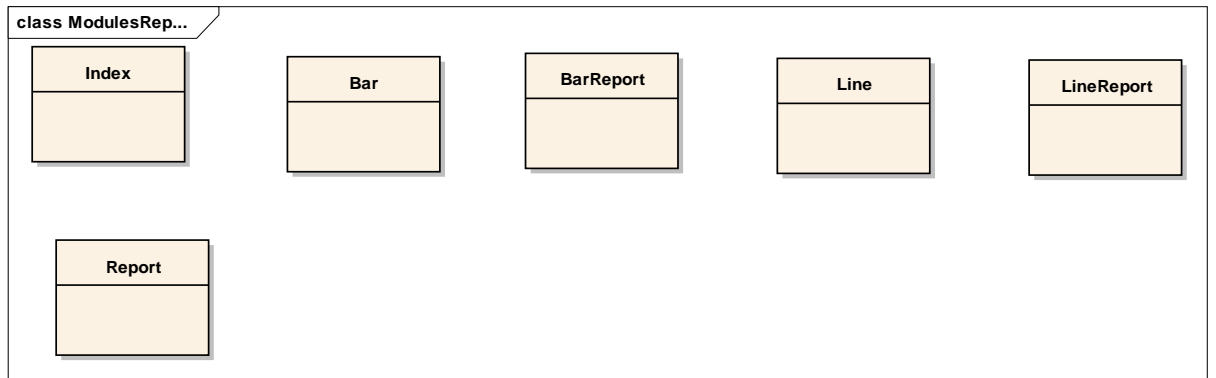 class ModulesRep...
Index
Bar
BarReport
Line
LineReport
Report